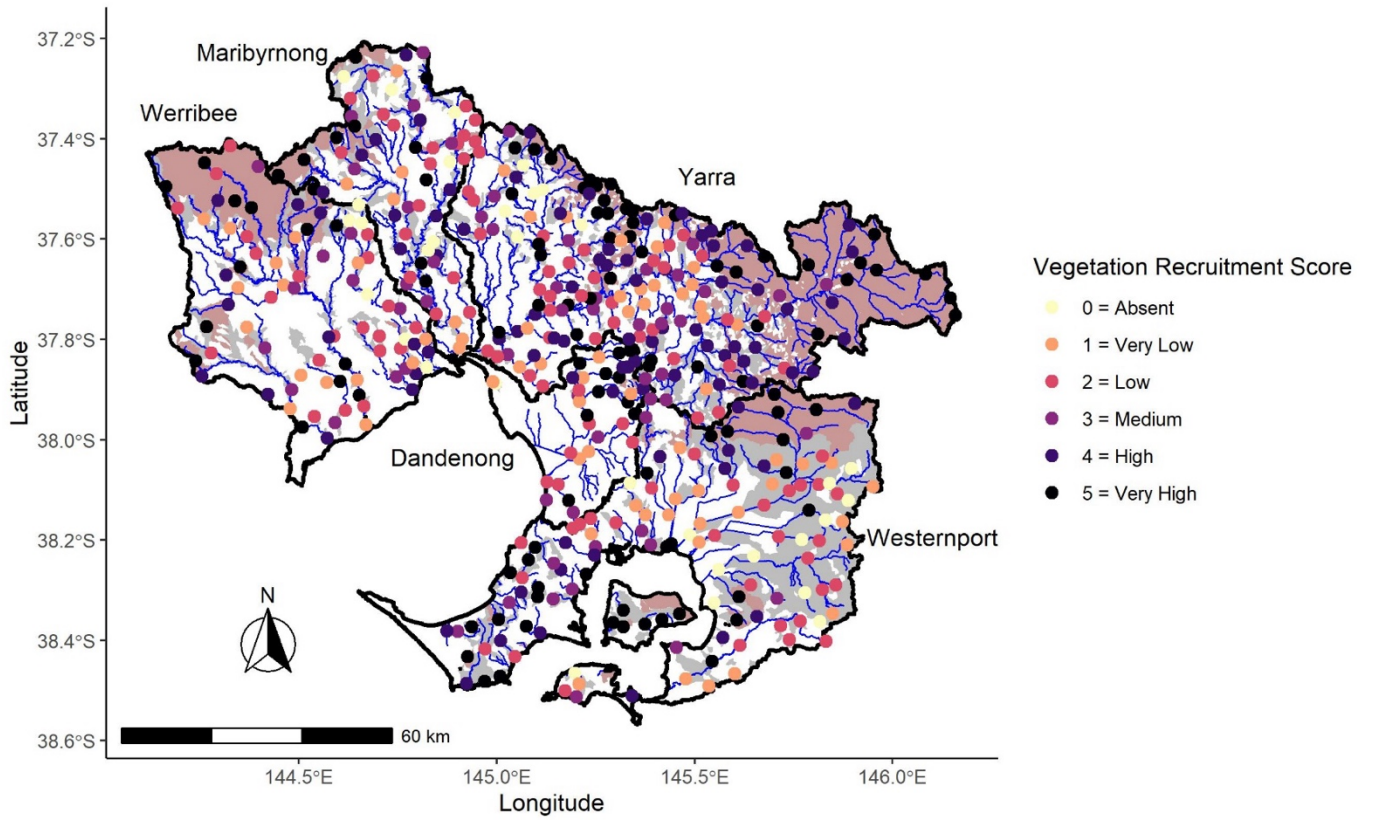 37.2°S
37.4°S
37.6°S
37.8°S
38.0°S
38.2°S
38.4°S
38.6°S
Latitude
Maribyrnong
Werribee
Yarra
Dandenong
Westernport
N
60 km
144.5°E
145.0°E
145.5°E
146.0°E
Longitude
Vegetation Recruitment Score
0 = Absent
1 = Very Low
2 = Low
3 = Medium
4 = High
5 = Very High